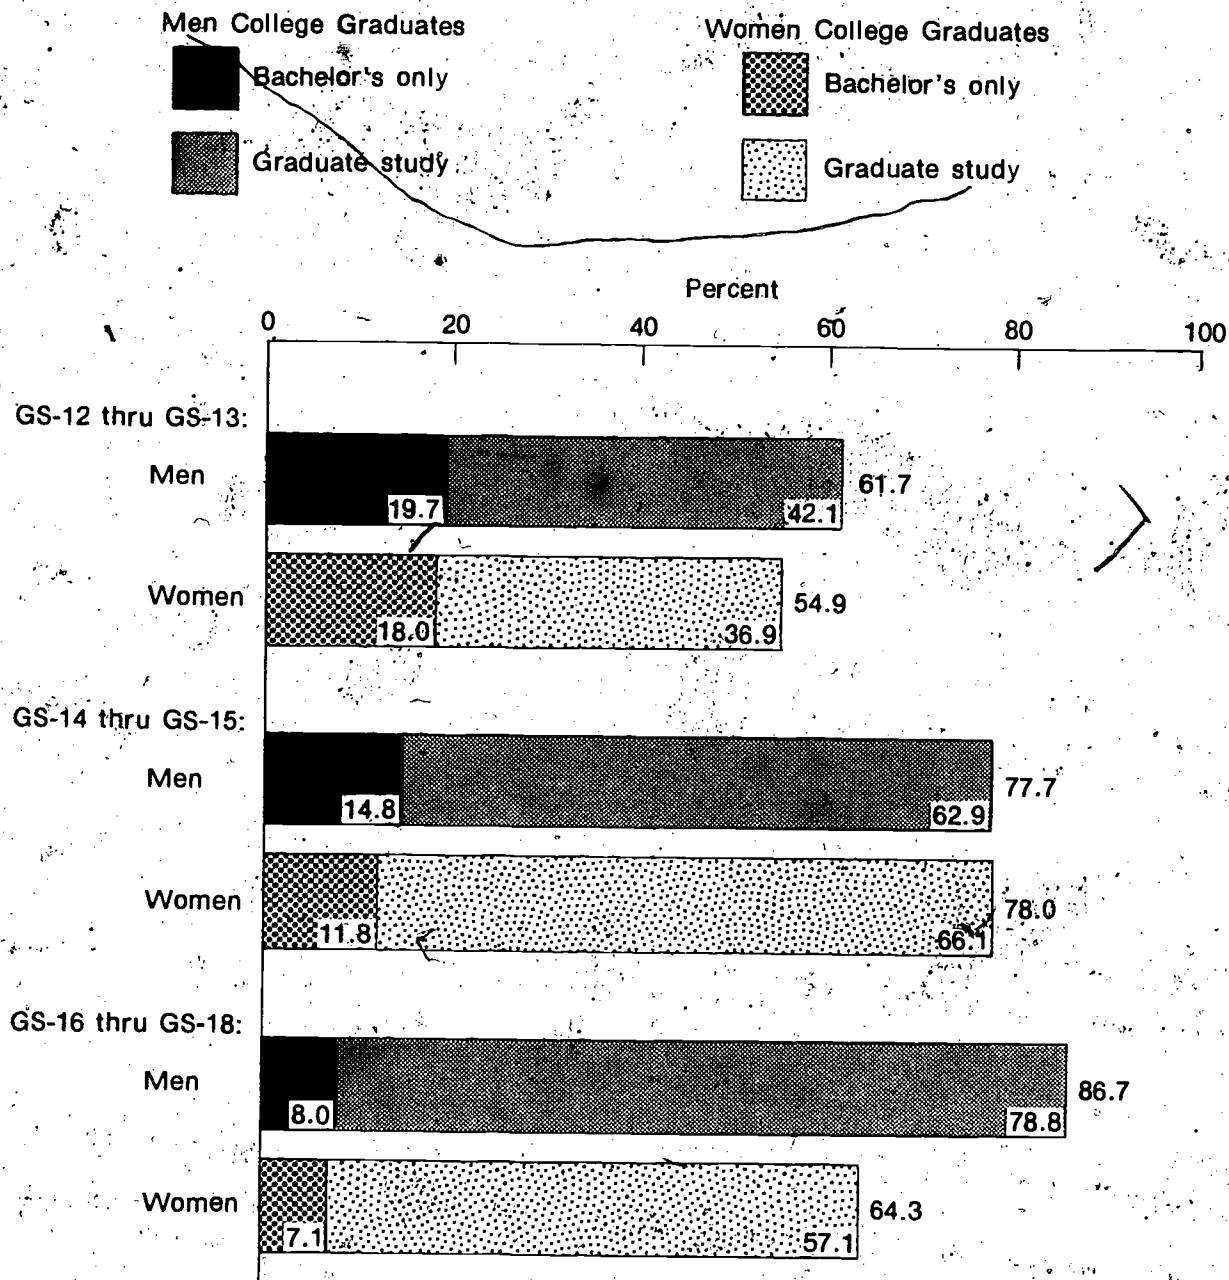 Men College Graduates
Bachelor's only
Graduate study
Women College Graduates
Bachelor's only
Graduate study
Percent
0 20 40 60 80 100
GS-12 thru GS-13:
Men 19.7 42.1 61.7
Women 18.0 36.9 54.9
GS-14 thru GS-15:
Men 14.8 62.9 77.7
Women 11.8 66.1 78.0
GS-16 thru GS-18:
Men 8.0 78.8 86.7
Women 7.1 57.1 64.3